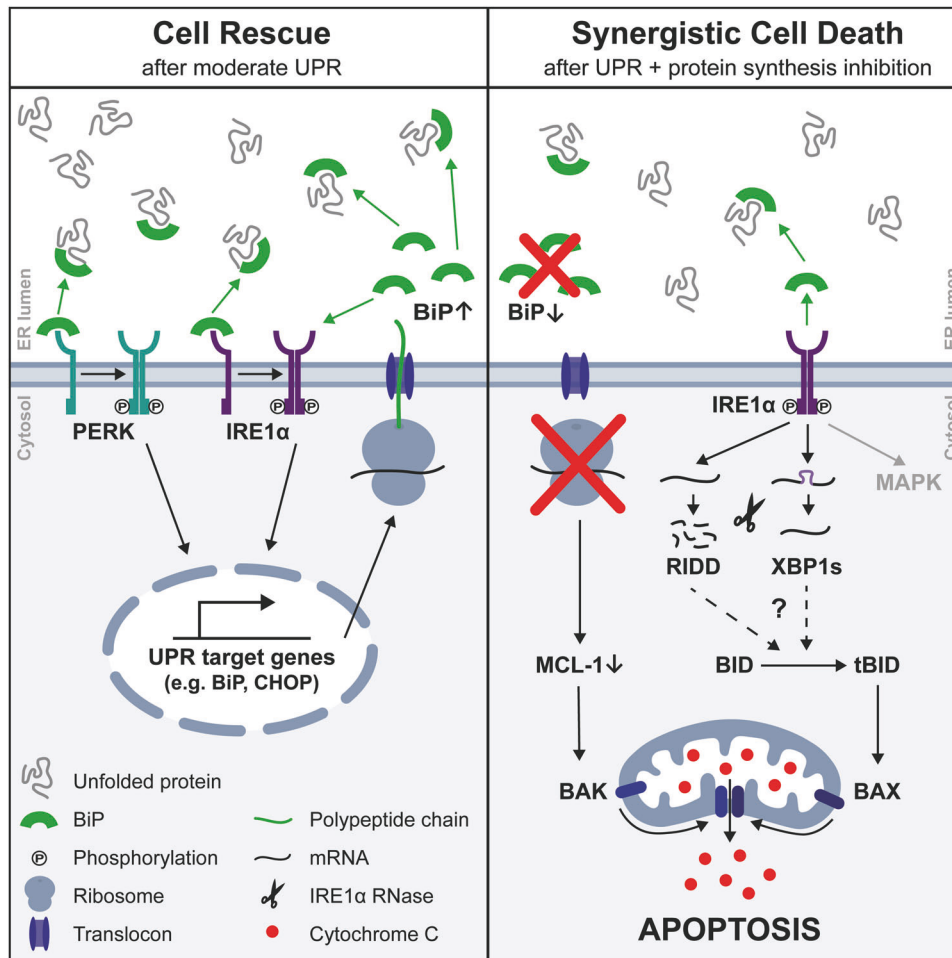 Cell Rescue
after moderate UPR
Synergistic Cell Death
after UPR + protein synthesis inhibition
ER lumen
Cytosol
BiP↑
PERK
P P
IRE1α
P P
UPR target genes
(e.g. BiP, CHOP)
Unfolded protein
BiP
P Phosphorylation
Ribosome
Translocon
Polypeptide chain
mRNA
IRE1α RNase
Cytochrome C
BiP↓
ER lumen
Cytosol
IRE1α
P P
MAPK
RIDD
XBP1s
?
MCL-1↓
BID
tBID
BAK
BAX
APOPTOSIS